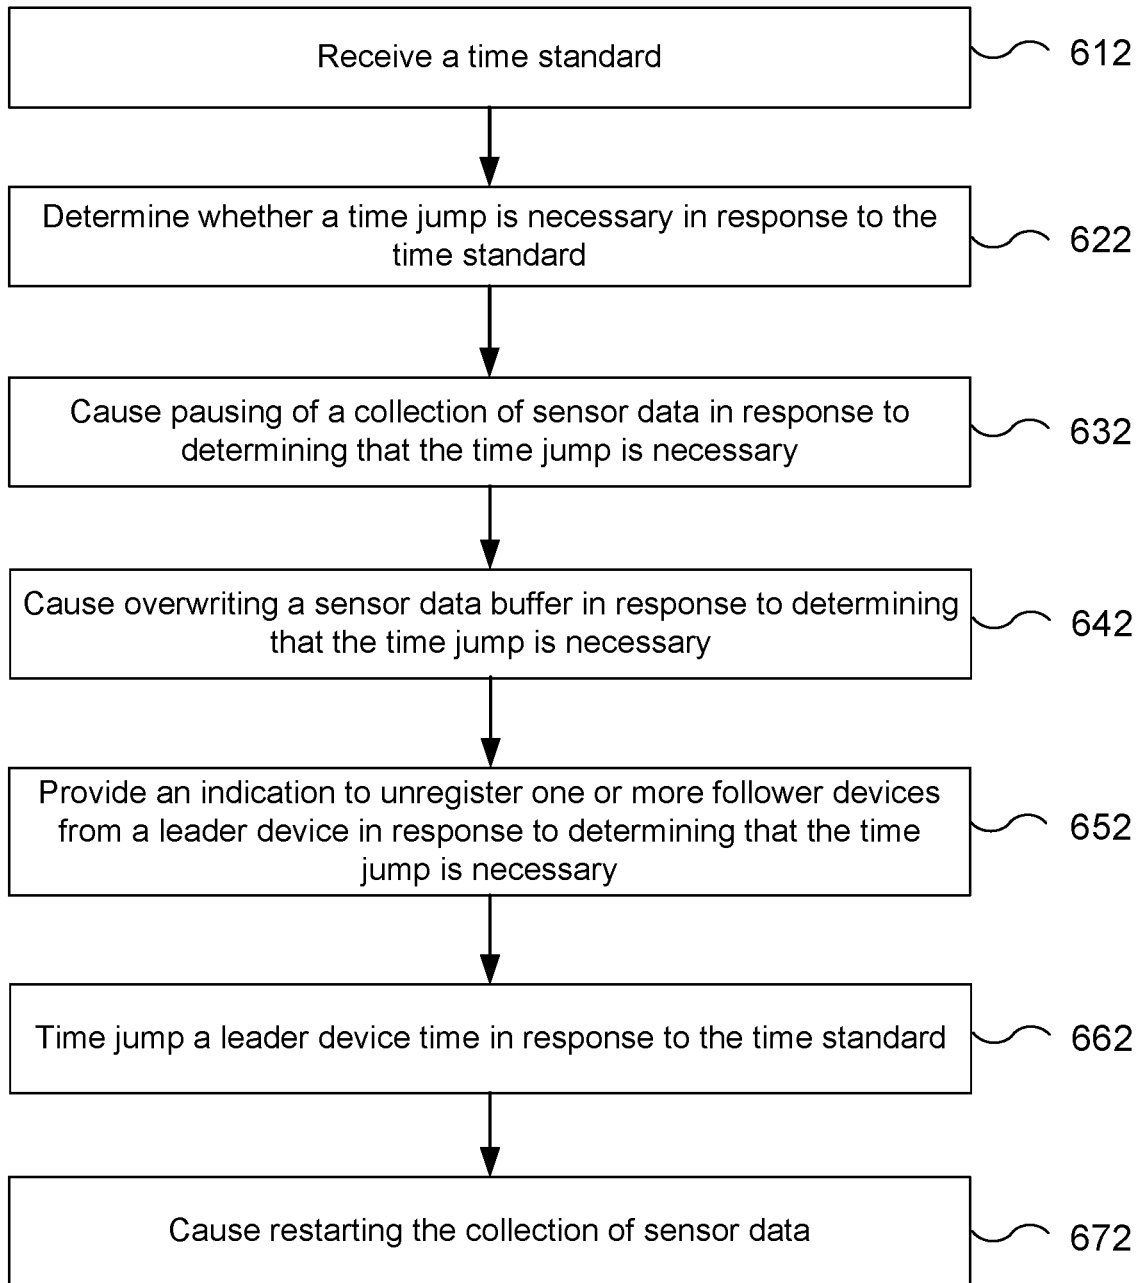 Receive a time standard
612
Determine whether a time jump is necessary in response to the
time standard
622
Cause pausing of a collection of sensor data in response to
determining that the time jump is necessary
632
Cause overwriting a sensor data buffer in response to determining
that the time jump is necessary
642
Provide an indication to unregister one or more follower devices
from a leader device in response to determining that the time
jump is necessary
652
Time jump a leader device time in response to the time standard
662
Cause restarting the collection of sensor data
672